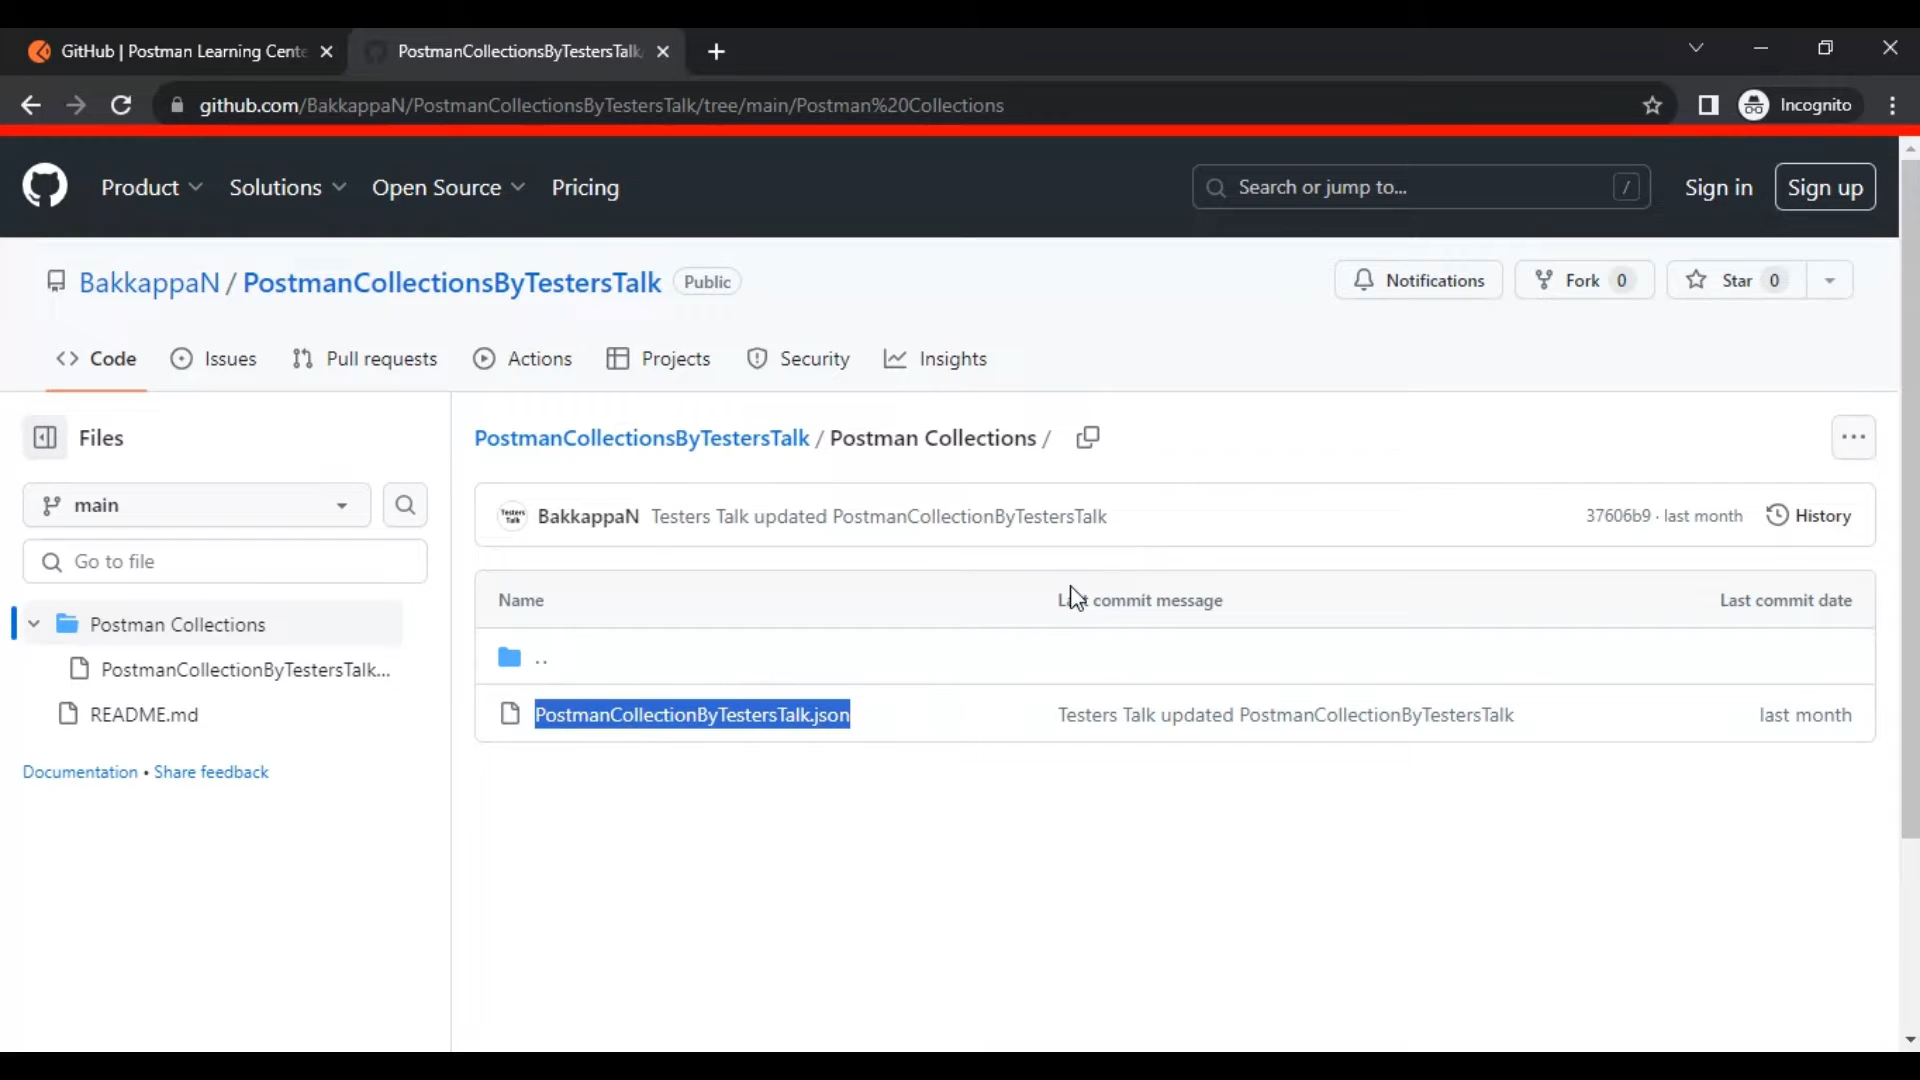 GitHub | Postman Learning Cente
PostmanCollectionsByTestersTalk
github.com/BakkappaN/PostmanCollectionsByTestersTalk/tree/main/Postman%20Collections
Incognito
Product
Solutions
Open Source
Pricing
Search or jump to...
/
Sign in
Sign up
BakkappaN / PostmanCollectionsByTestersTalk
Public
Notifications
Fork 0
Star 0
Code
Issues
Pull requests
Actions
Projects
Security
Insights
Files
main
Go to file
Postman Collections
PostmanCollectionByTestersTalk...
README.md
Documentation • Share feedback
PostmanCollectionsByTestersTalk / Postman Collections /
Testers
Talk
BakkappaN Testers Talk updated PostmanCollectionByTestersTalk
37606b9 · last month
History
Name
Last commit message
Last commit date
..
PostmanCollectionByTestersTalk.json
Testers Talk updated PostmanCollectionByTestersTalk
last month